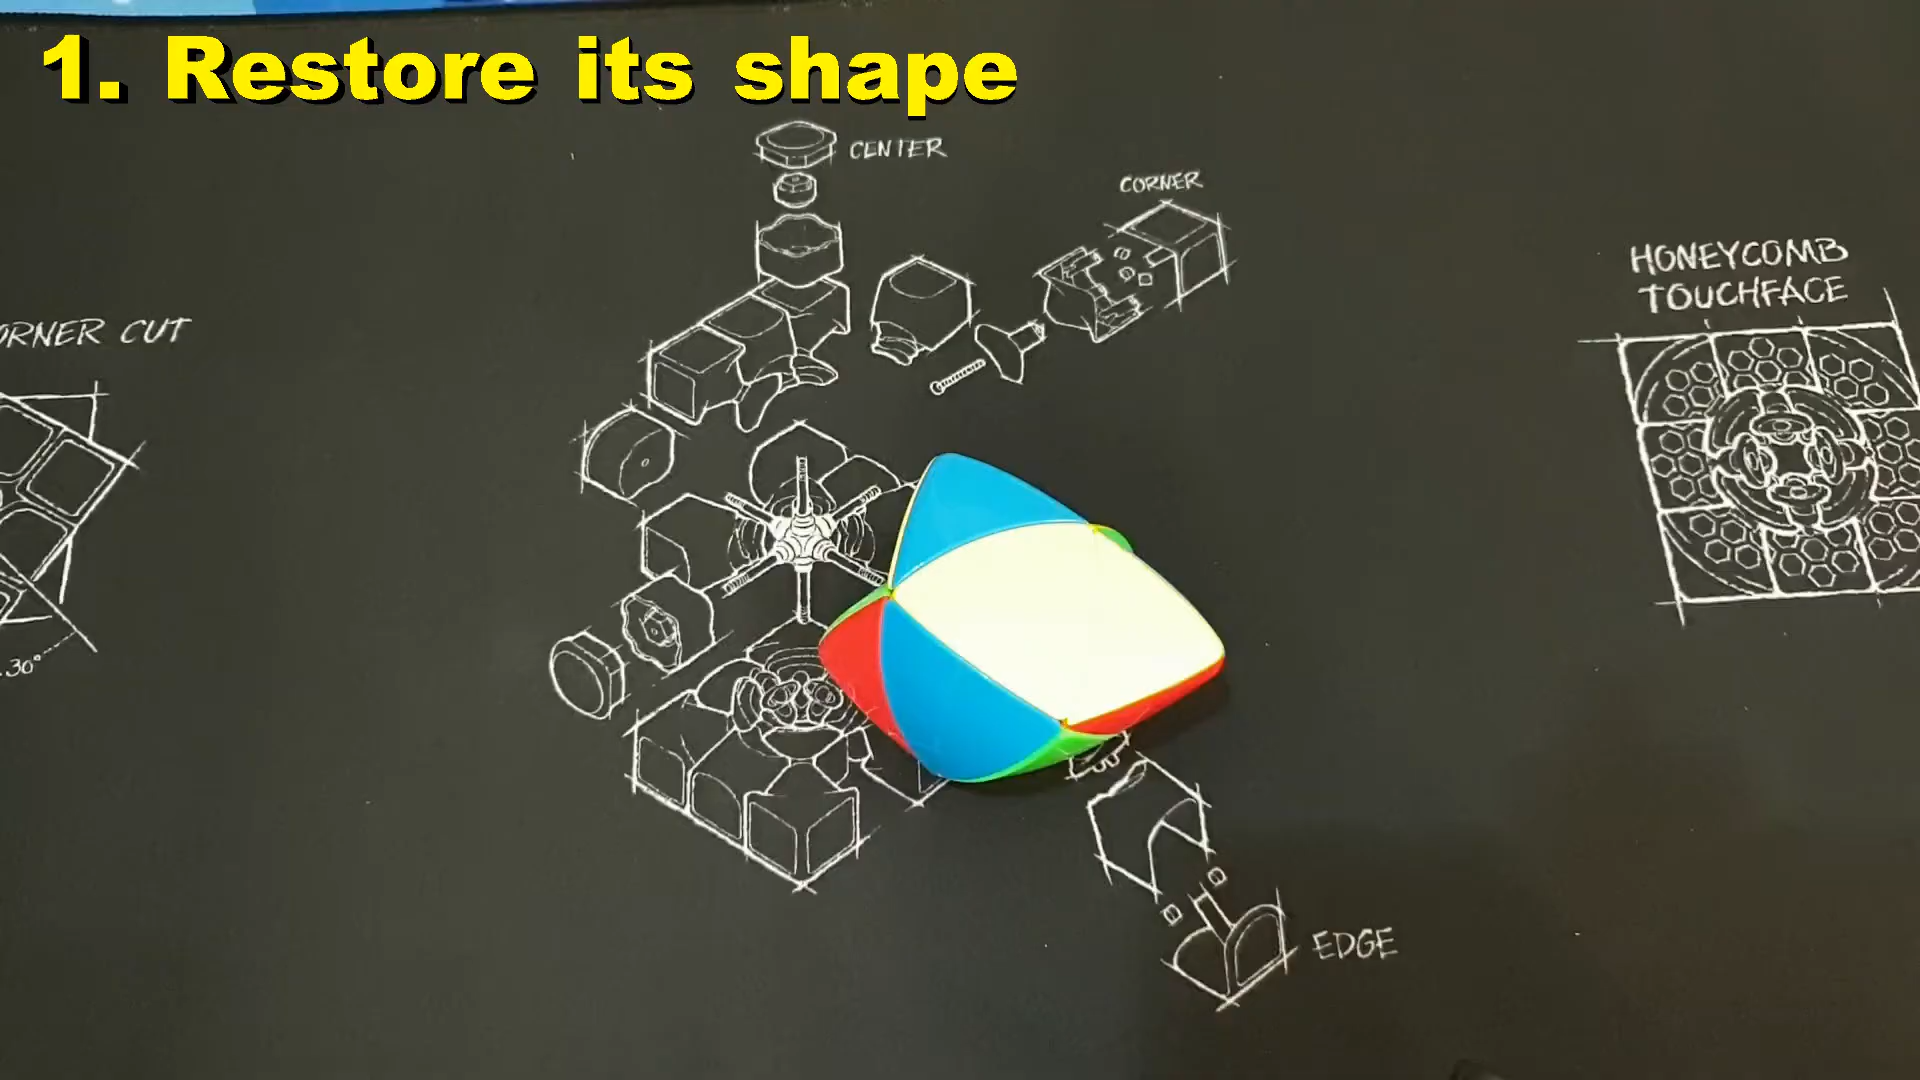 1. Restore its shape
CENTER
CORNER
HONEYCOMB
TOUCHFACE
ORNER CUT
30°
EDGE